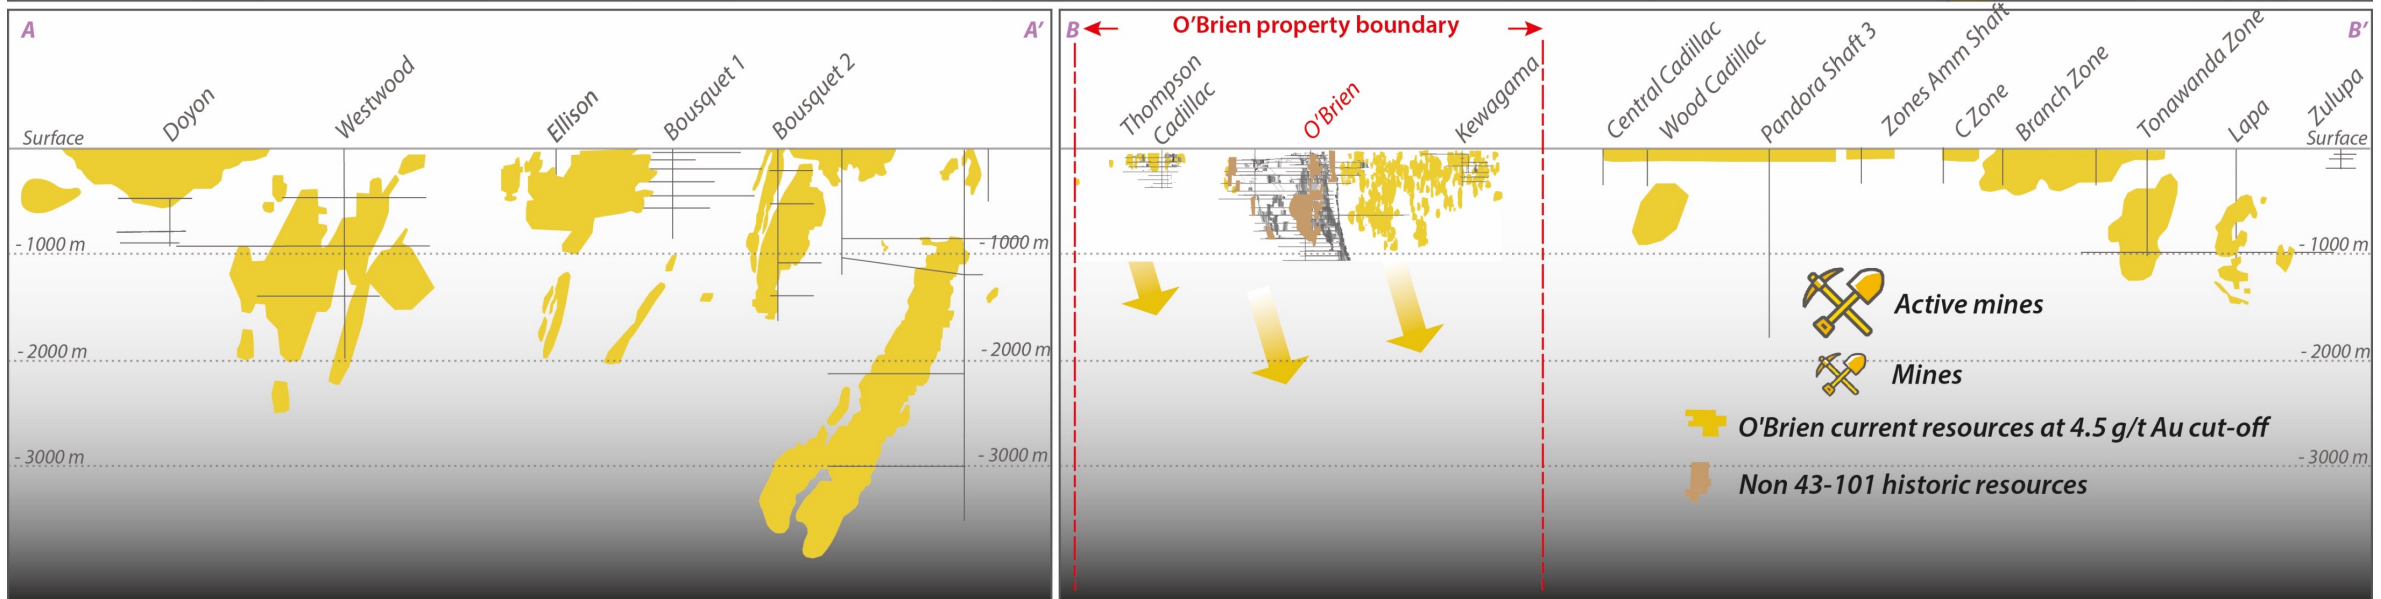 A
A'
Surface
Doyon
Westwood
Ellison
Bousquet 1
Bousquet 2
- 1000 m
- 1000 m
- 2000 m
- 2000 m
- 3000 m
- 3000 m
B
O'Brien property boundary
B'
Thompson
Cadillac
O'Brien
Kewagama
Central Cadillac
Wood Cadillac
Pandora Shaft 3
Zones Amm Shaft
C Zone
Branch Zone
Tonawanda Zone
Lapa
Zulupa
Surface
- 1000 m
Active mines
- 2000 m
Mines
O'Brien current resources at 4.5 g/t Au cut-off
- 3000 m
Non 43-101 historic resources